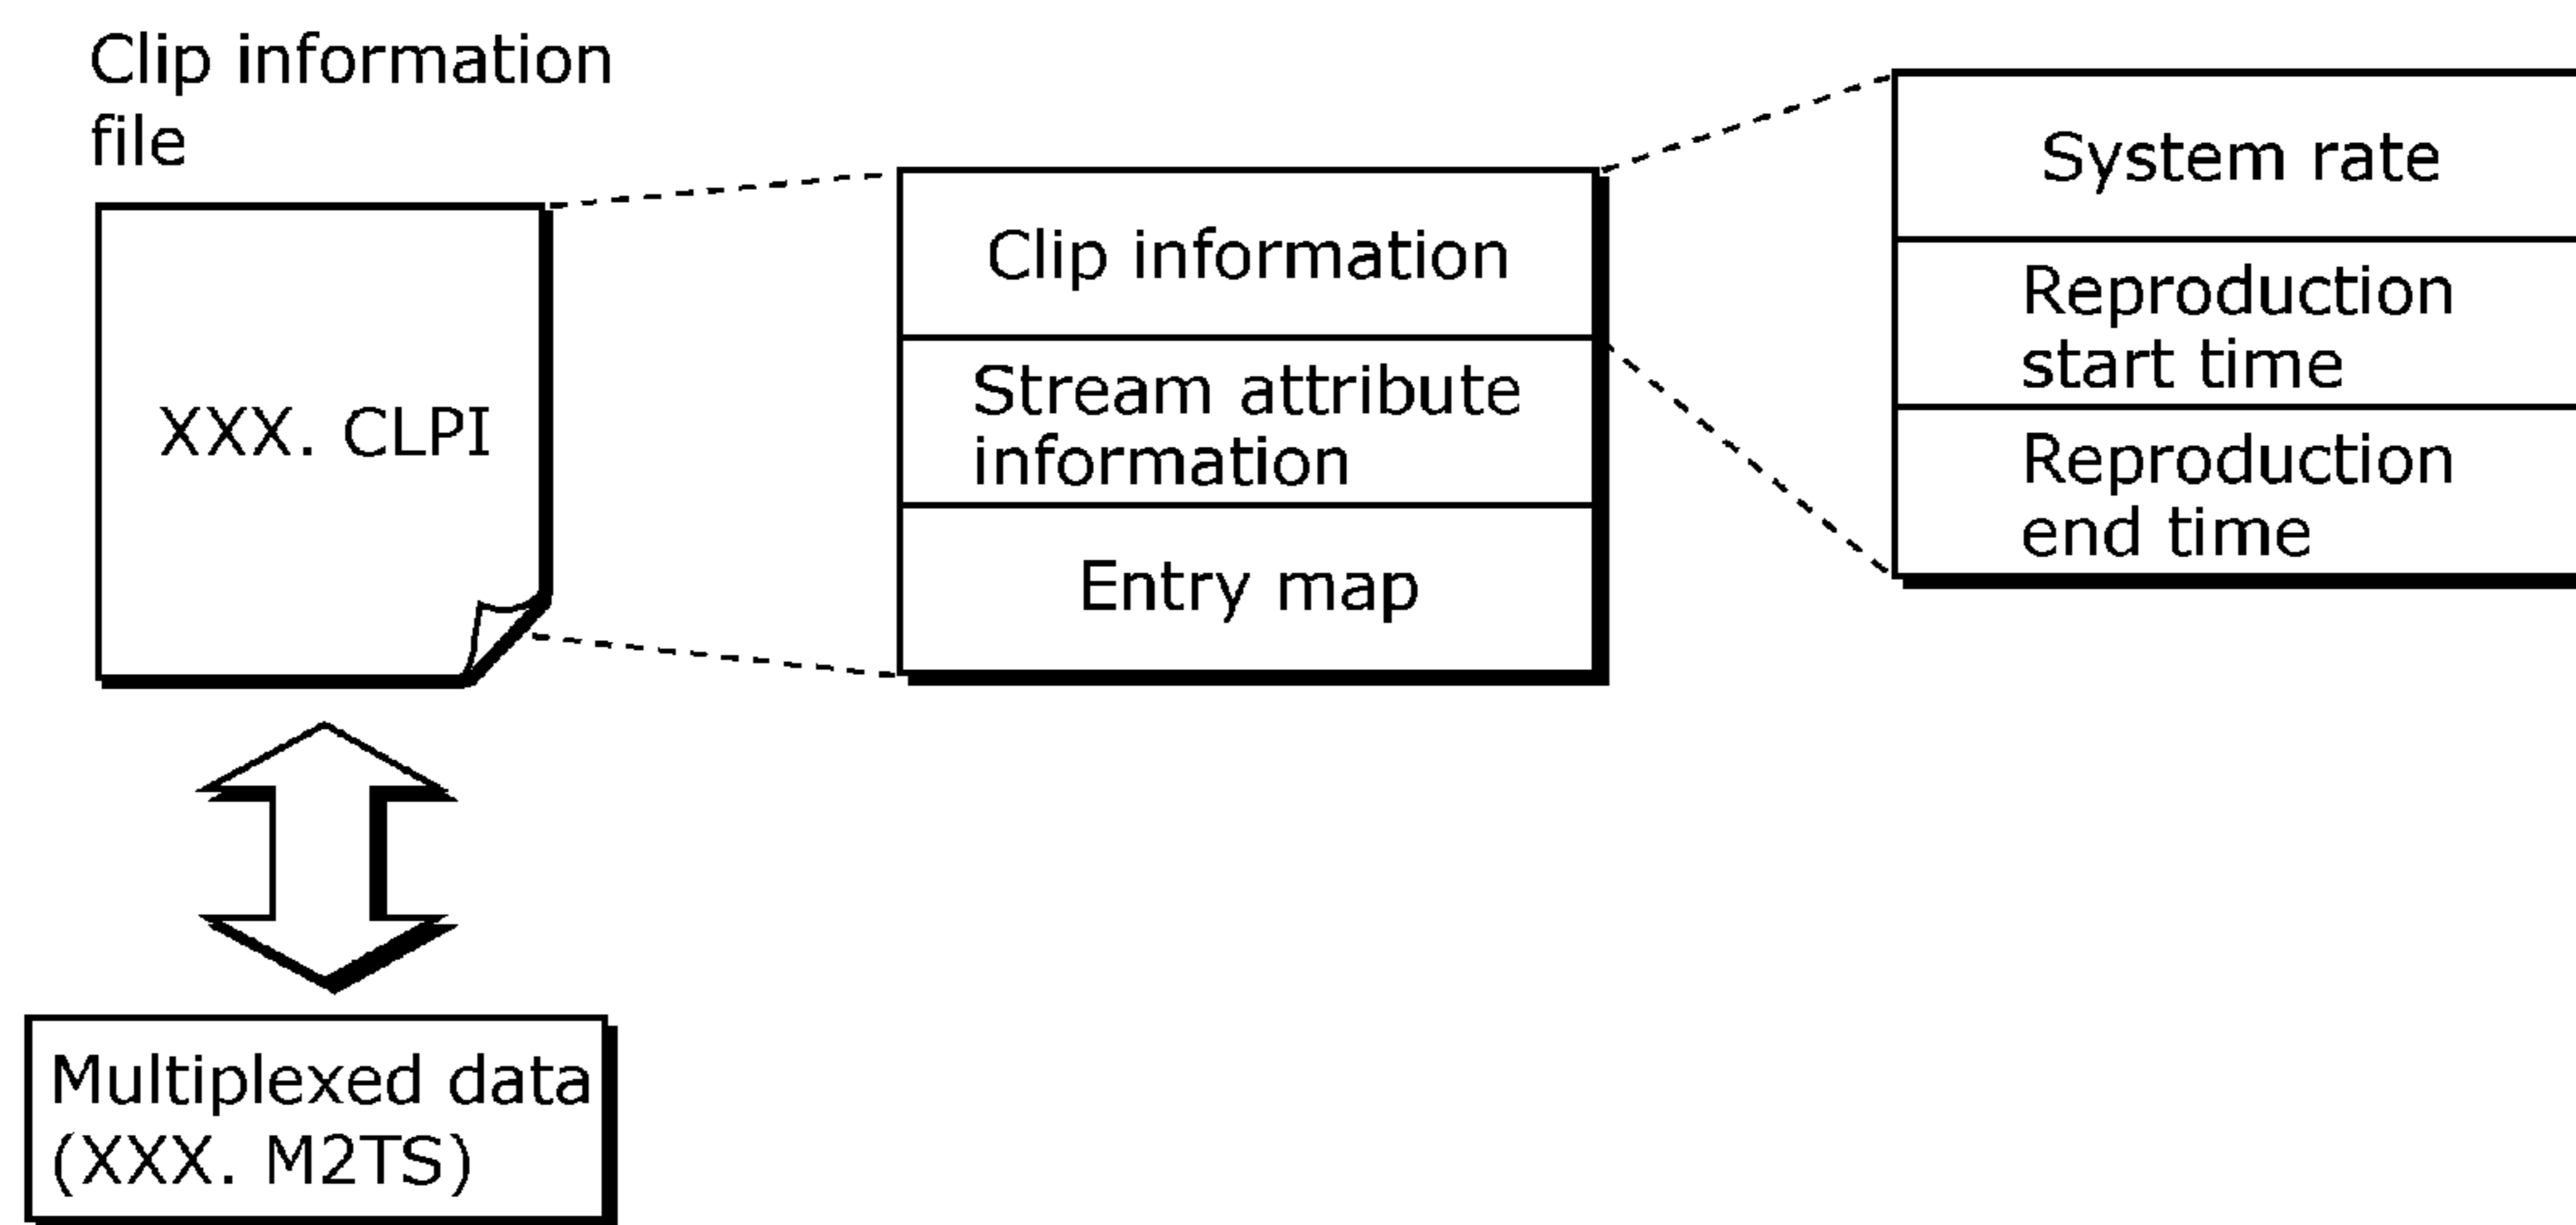 Clip information
file
XXX. CLPI
Clip information
Stream attribute
information
Entry map
System rate
Reproduction
start time
Reproduction
end time
Multiplexed data
(XXX. M2TS)